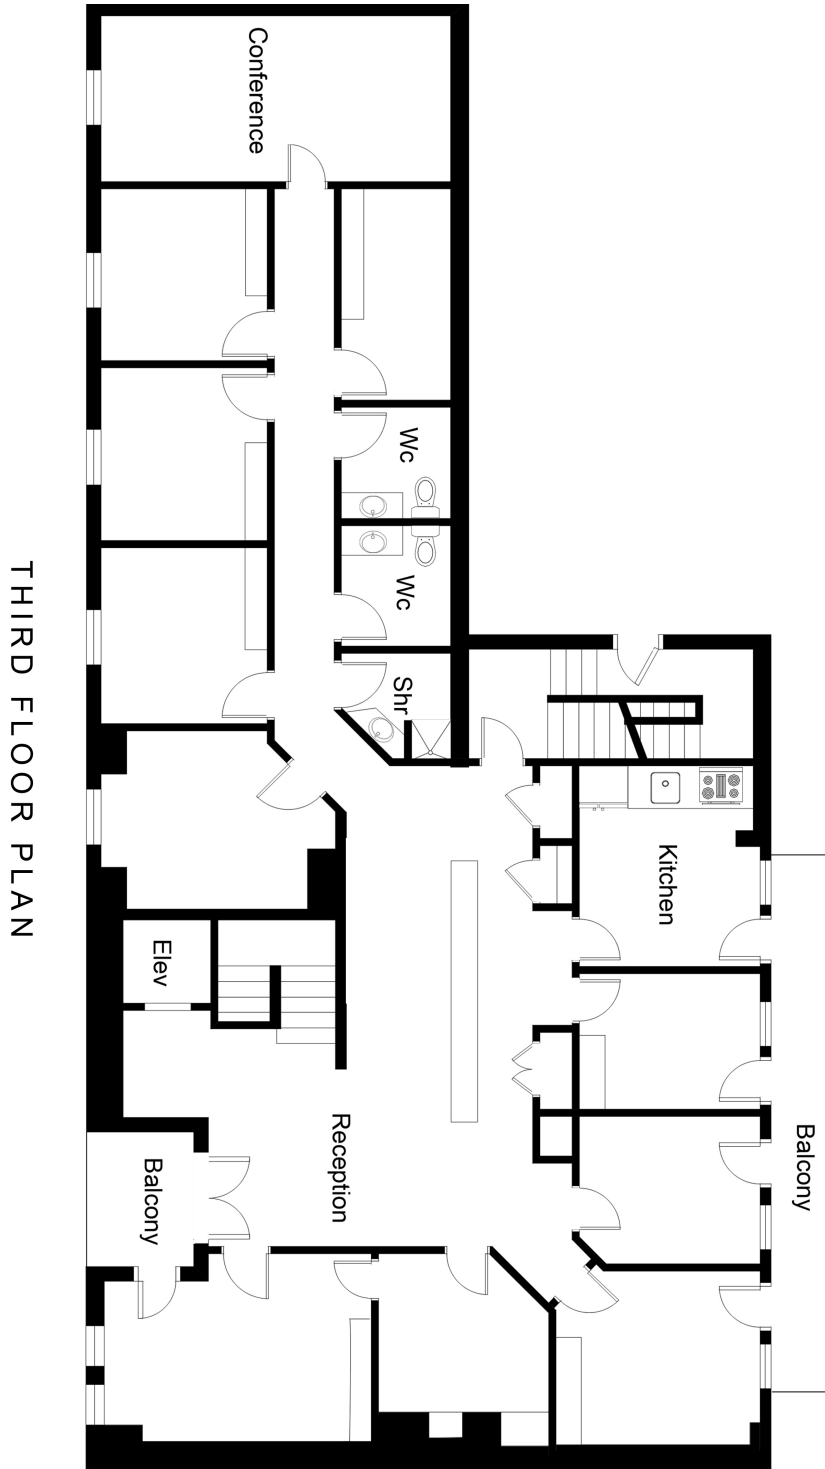 Conference
Wc
Wc
Shr
Kitchen
Elev
Reception
Balcony
Balcony
THIRD FLOOR PLAN